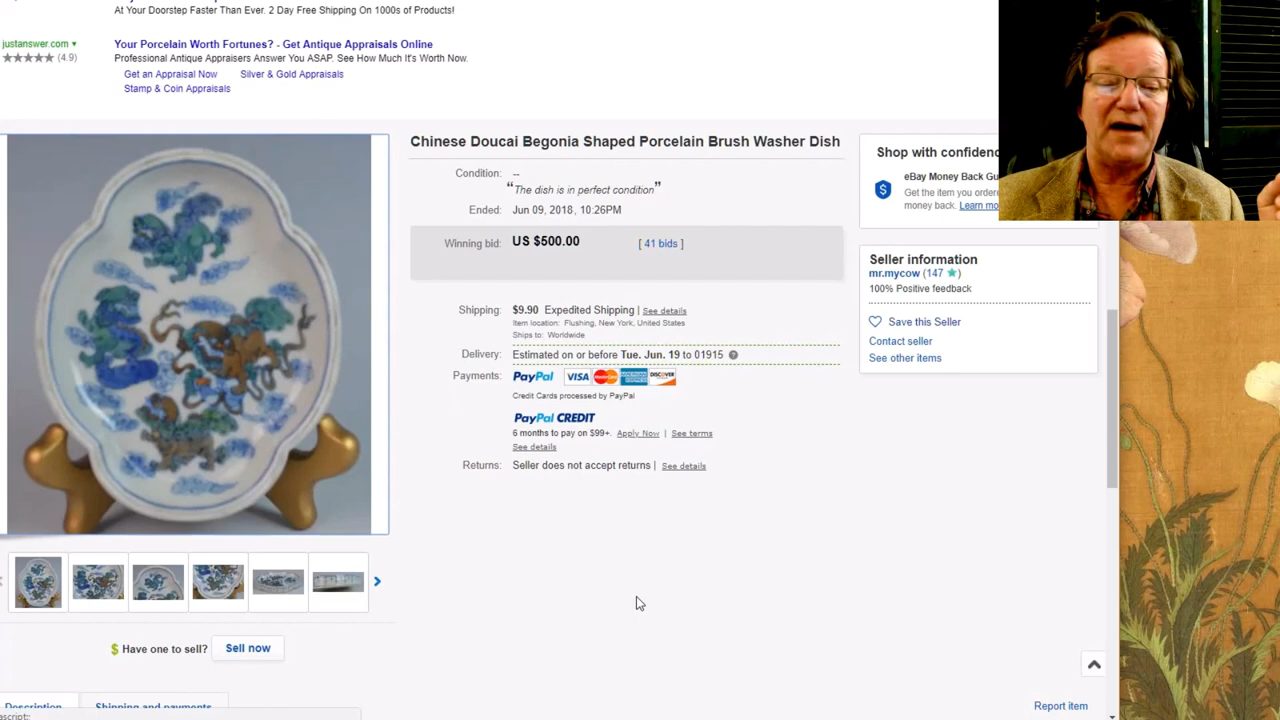 At Your Doorstep Faster Than Ever. 2 Day Free Shipping On 1000s of Products!
justanswer.com
(4.9)
Your Porcelain Worth Fortunes? - Get Antique Appraisals Online
Professional Antique Appraisers Answer You ASAP. See How Much It's Worth Now.
Get an Appraisal Now
Silver & Gold Appraisals
Stamp & Coin Appraisals
Chinese Doucai Begonia Shaped Porcelain Brush Washer Dish
Condition: --
"The dish is in perfect condition"
Ended: Jun 09, 2018, 10:26PM
Winning bid: US $500.00 [ 41 bids ]
Shipping: $9.90 Expedited Shipping | See details
Item location: Flushing, New York, United States
Ships to: Worldwide
Delivery: Estimated on or before Tue. Jun. 19 to 01915 ?
Payments: PayPal VISA MasterCard AMERICAN EXPRESS DISCOVER
Credit Cards processed by PayPal
PayPal CREDIT
6 months to pay on $99+. Apply Now | See terms
See details
Returns: Seller does not accept returns | See details
Shop with confidenc
eBay Money Back Gu
Get the item you ordere
money back. Learn mo
Seller information
mr.mycow (147 )
100% Positive feedback
Save this Seller
Contact seller
See other items
$ Have one to sell? Sell now
Description
Shipping and payments
Report item
ascript: